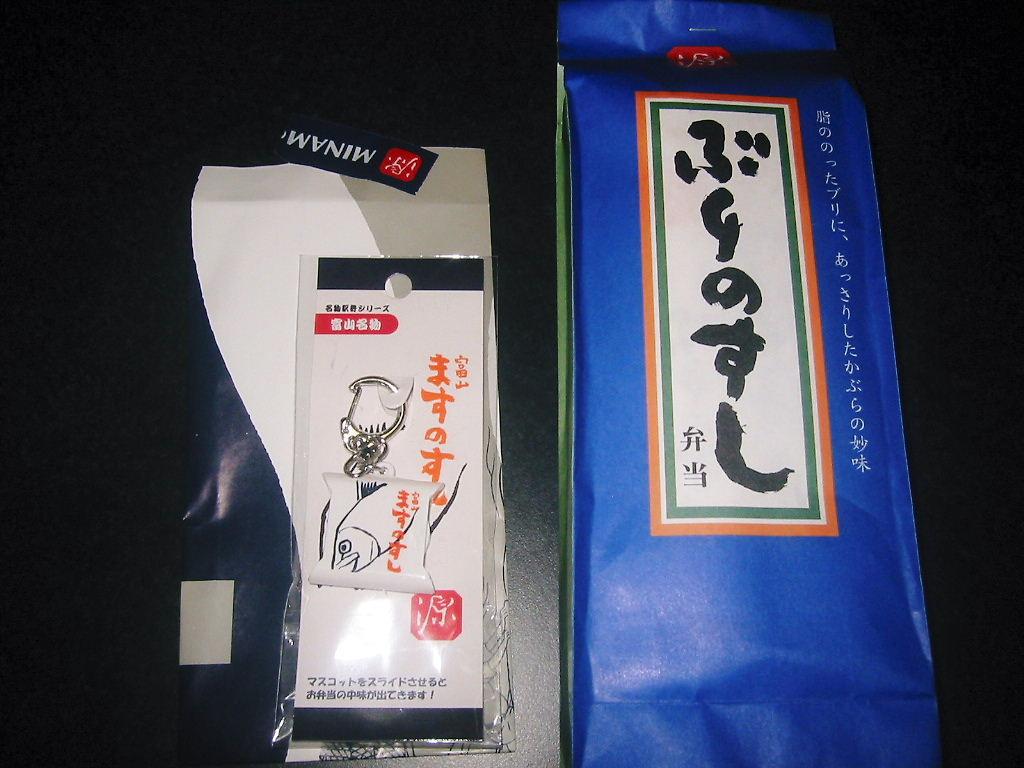 源
MINAM
名物駅弁シリーズ
富山名物
富山
ますのすし
富山
ますのすし
源
マスコットをスライドさせると
お弁当の中味が出てきます!
源
脂ののったブリに、あっさりしたかぶらの妙味
ぶりのすし
弁当